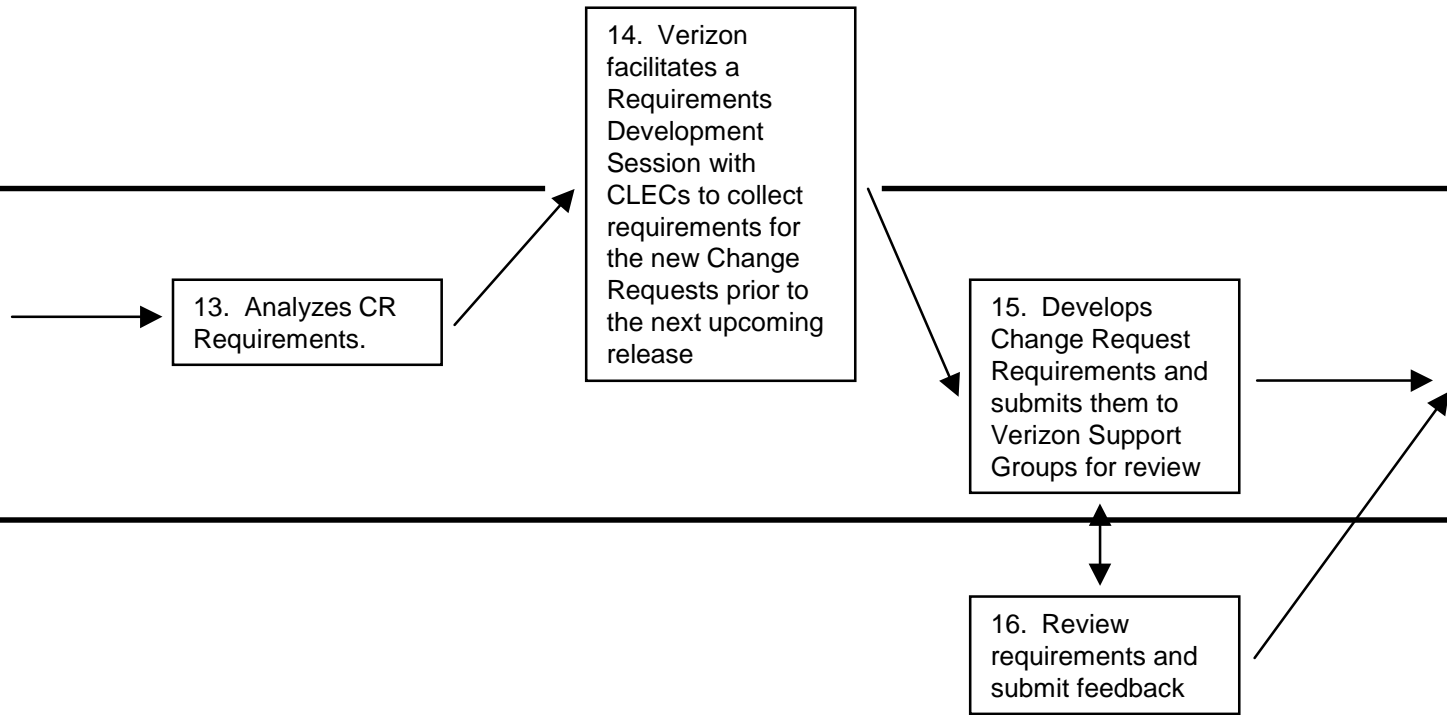 14. Verizon
facilitates a
Requirements
Development
Session with
CLECs to collect
requirements for
the new Change
Requests prior to
the next upcoming
release
13. Analyzes CR
Requirements.
15. Develops
Change Request
Requirements and
submits them to
Verizon Support
Groups for review
16. Review
requirements and
submit feedback